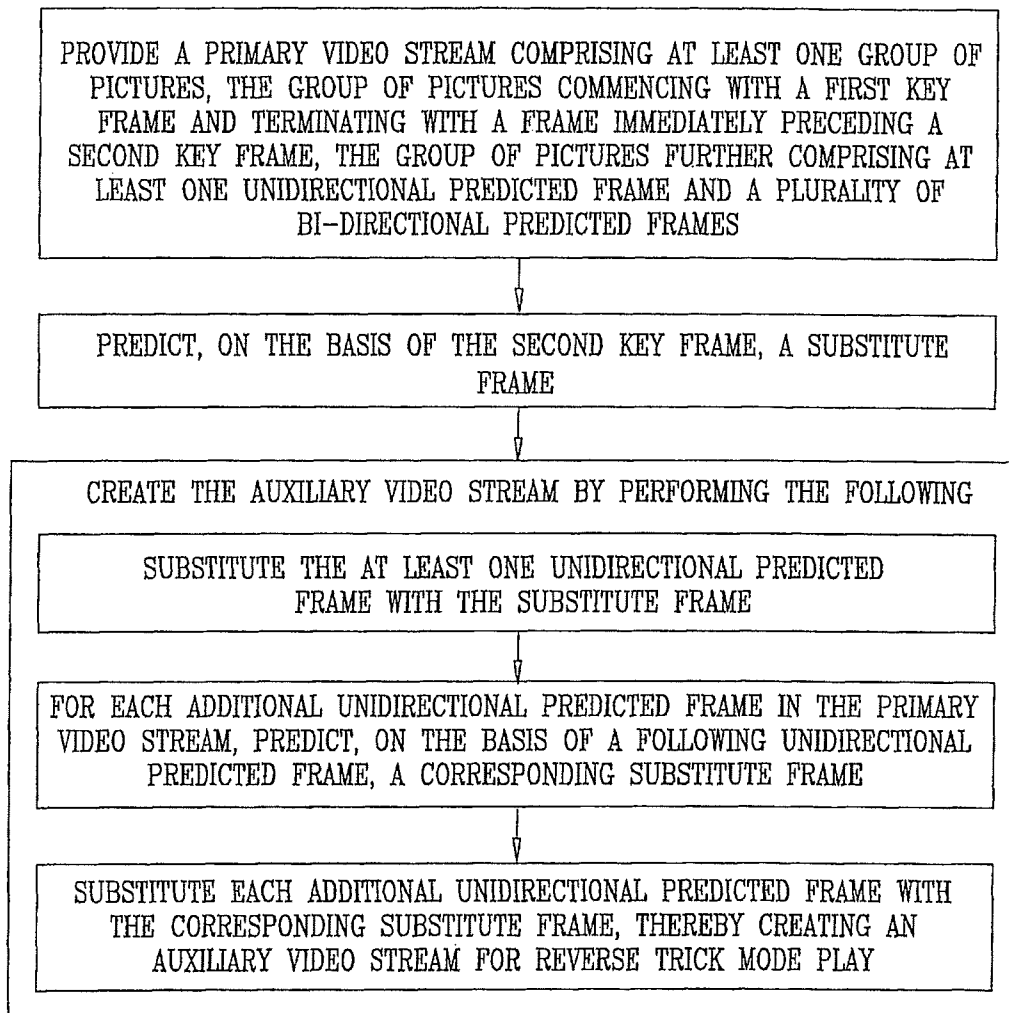 PROVIDE A PRIMARY VIDEO STREAM COMPRISING AT LEAST ONE GROUP OF
PICTURES, THE GROUP OF PICTURES COMMENCING WITH A FIRST KEY
FRAME AND TERMINATING WITH A FRAME IMMEDIATELY PRECEDING A
SECOND KEY FRAME, THE GROUP OF PICTURES FURTHER COMPRISING AT
LEAST ONE UNIDIRECTIONAL PREDICTED FRAME AND A PLURALITY OF
BI-DIRECTIONAL PREDICTED FRAMES
PREDICT, ON THE BASIS OF THE SECOND KEY FRAME, A SUBSTITUTE
FRAME
CREATE THE AUXILIARY VIDEO STREAM BY PERFORMING THE FOLLOWING
SUBSTITUTE THE AT LEAST ONE UNIDIRECTIONAL PREDICTED
FRAME WITH THE SUBSTITUTE FRAME
FOR EACH ADDITIONAL UNIDIRECTIONAL PREDICTED FRAME IN THE PRIMARY
VIDEO STREAM, PREDICT, ON THE BASIS OF A FOLLOWING UNIDIRECTIONAL
PREDICTED FRAME, A CORRESPONDING SUBSTITUTE FRAME
SUBSTITUTE EACH ADDITIONAL UNIDIRECTIONAL PREDICTED FRAME WITH
THE CORRESPONDING SUBSTITUTE FRAME, THEREBY CREATING AN
AUXILIARY VIDEO STREAM FOR REVERSE TRICK MODE PLAY